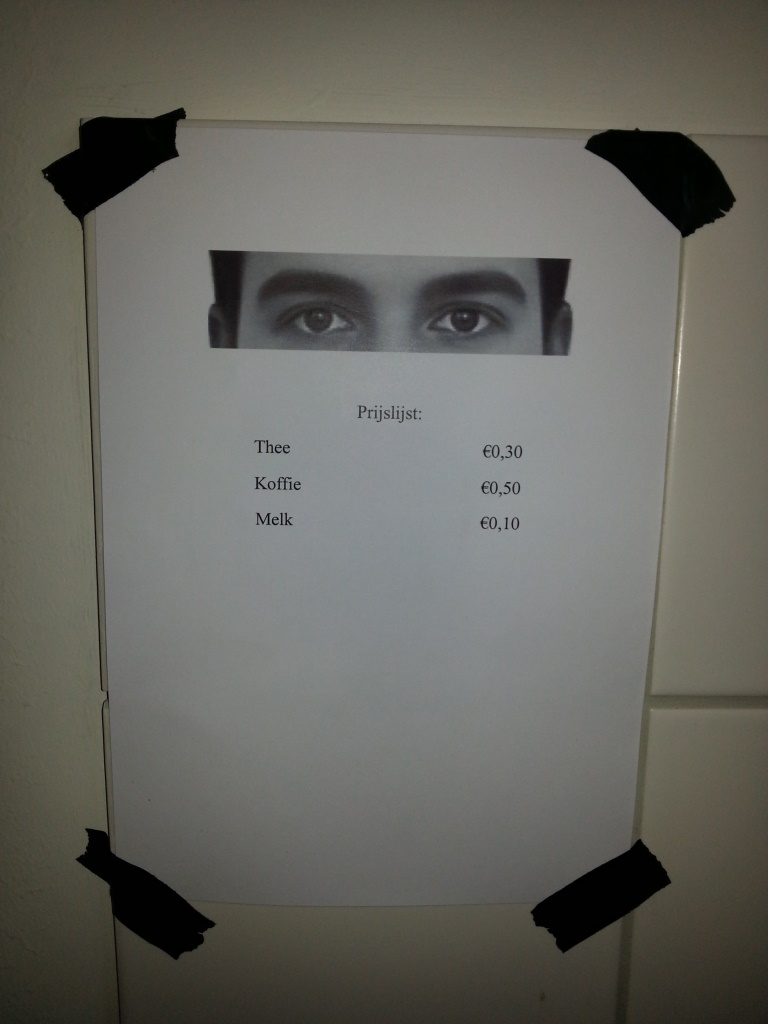 Prijslijst:
Thee €0,30
Koffie €0,50
Melk €0,10